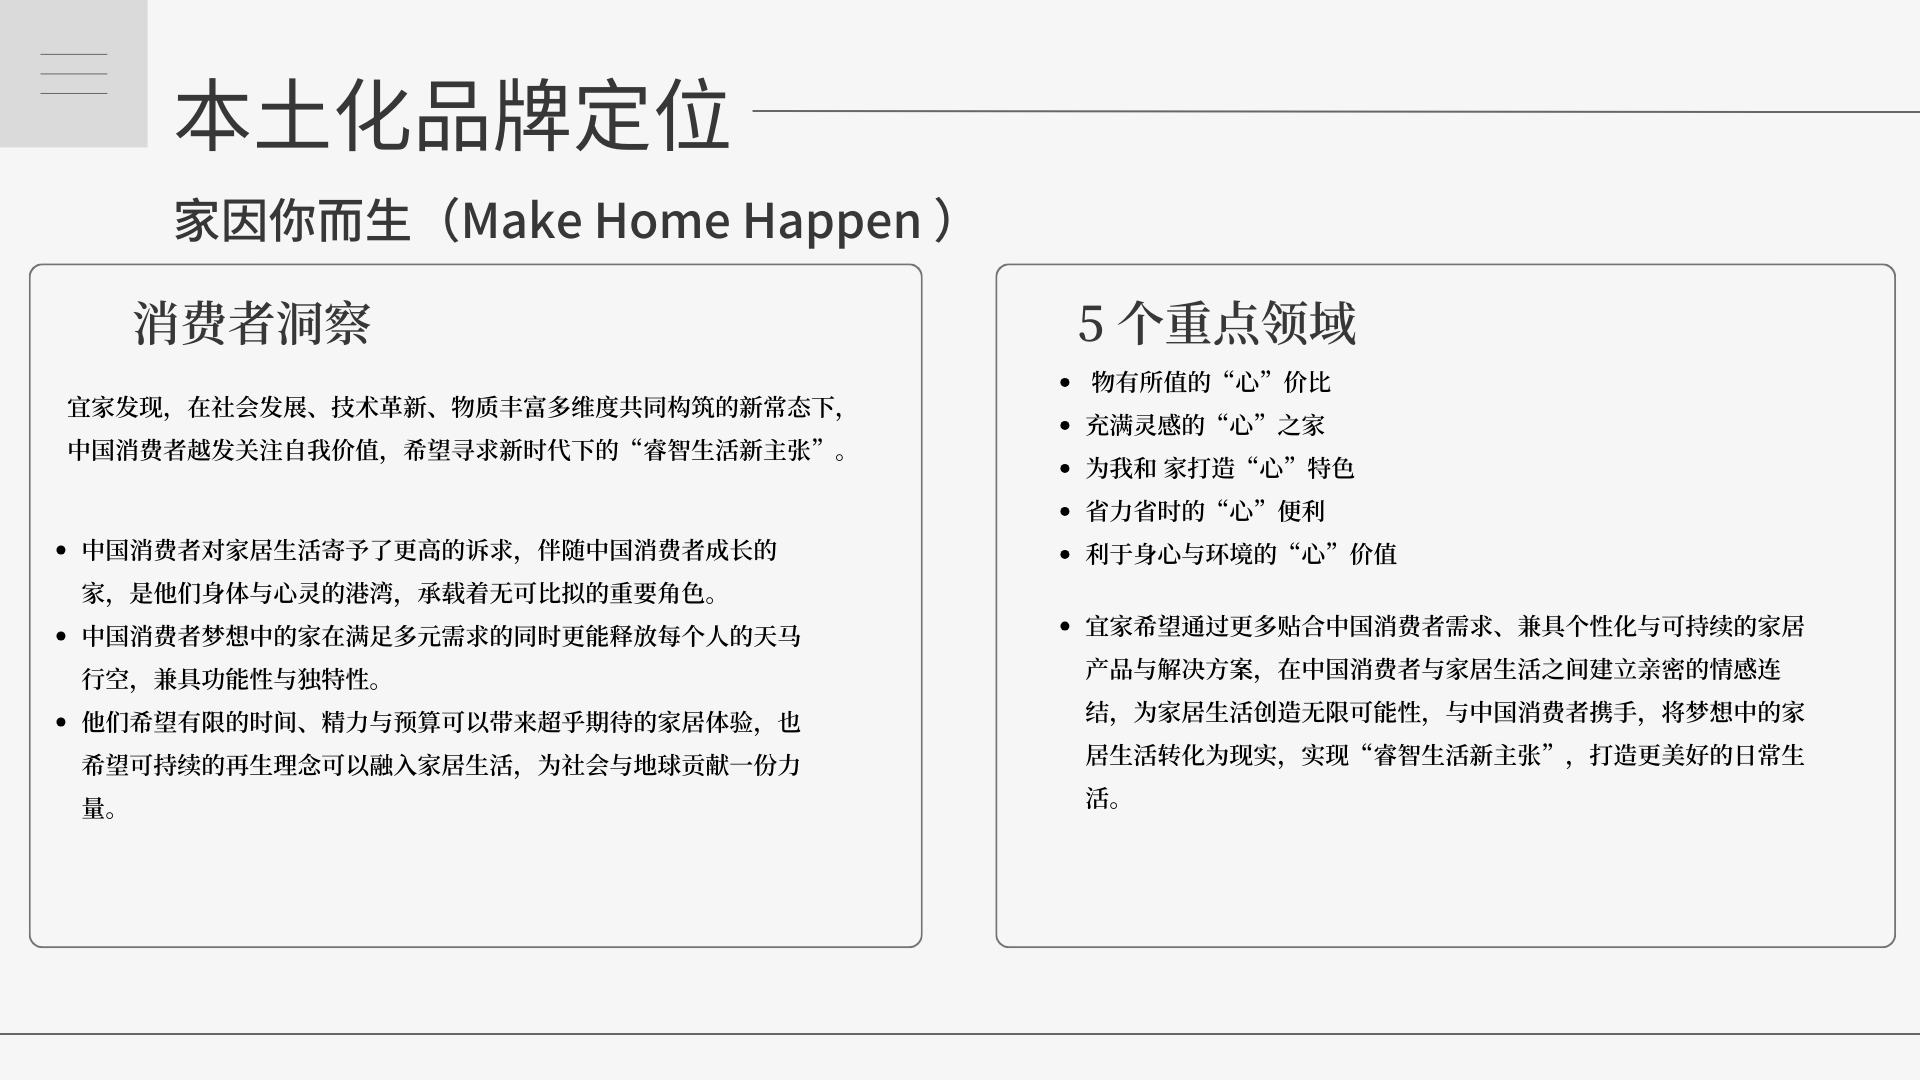 本土化品牌定位
家因你而生（Make Home Happen ）
消费者洞察
宜家发现，在社会发展、技术革新、物质丰富多维度共同构筑的新常态下，
中国消费者越发关注自我价值，希望寻求新时代下的“睿智生活新主张”。
• 中国消费者对家居生活寄予了更高的诉求，伴随中国消费者成长的
家，是他们身体与心灵的港湾，承载着无可比拟的重要角色。
• 中国消费者梦想中的家在满足多元需求的同时更能释放每个人的天马
行空，兼具功能性与独特性。
• 他们希望有限的时间、精力与预算可以带来超乎期待的家居体验，也
希望可持续的再生理念可以融入家居生活，为社会与地球贡献一份力
量。
5 个重点领域
• 物有所值的“心”价比
• 充满灵感的“心”之家
• 为我和 家打造“心”特色
• 省力省时的“心”便利
• 利于身心与环境的“心”价值
• 宜家希望通过更多贴合中国消费者需求、兼具个性化与可持续的家居
产品与解决方案，在中国消费者与家居生活之间建立亲密的情感连
结，为家居生活创造无限可能性，与中国消费者携手，将梦想中的家
居生活转化为现实，实现“睿智生活新主张”，打造更美好的日常生
活。